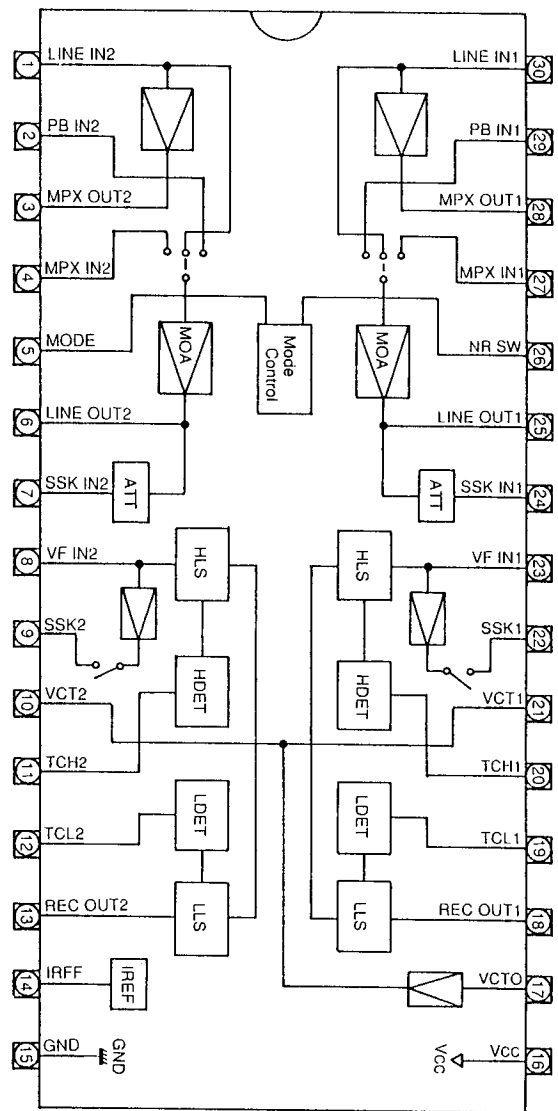 1 LINE IN2
2 PB IN2
3 MPX OUT2
4 MPX IN2
5 MODE
6 LINE OUT2
7 SSK IN2
8 VF IN2
9 SSK2
10 VCT2
11 TCH2
12 TCL2
13 REC OUT2
14 IRFF
15 GND
MOA
ATT
HLS
HDET
LDET
LLS
IREF
GND
Mode
Control
MOA
ATT
HLS
HDET
LDET
LLS
VCC
LINE IN1 30
PB IN1 29
MPX OUT1 28
MPX IN1 27
NR SW 26
LINE OUT1 25
SSK IN1 24
VF IN1 23
SSK1 22
VCT1 21
TCH1 20
TCL1 19
REC OUT1 18
VCTO 17
VCC 16